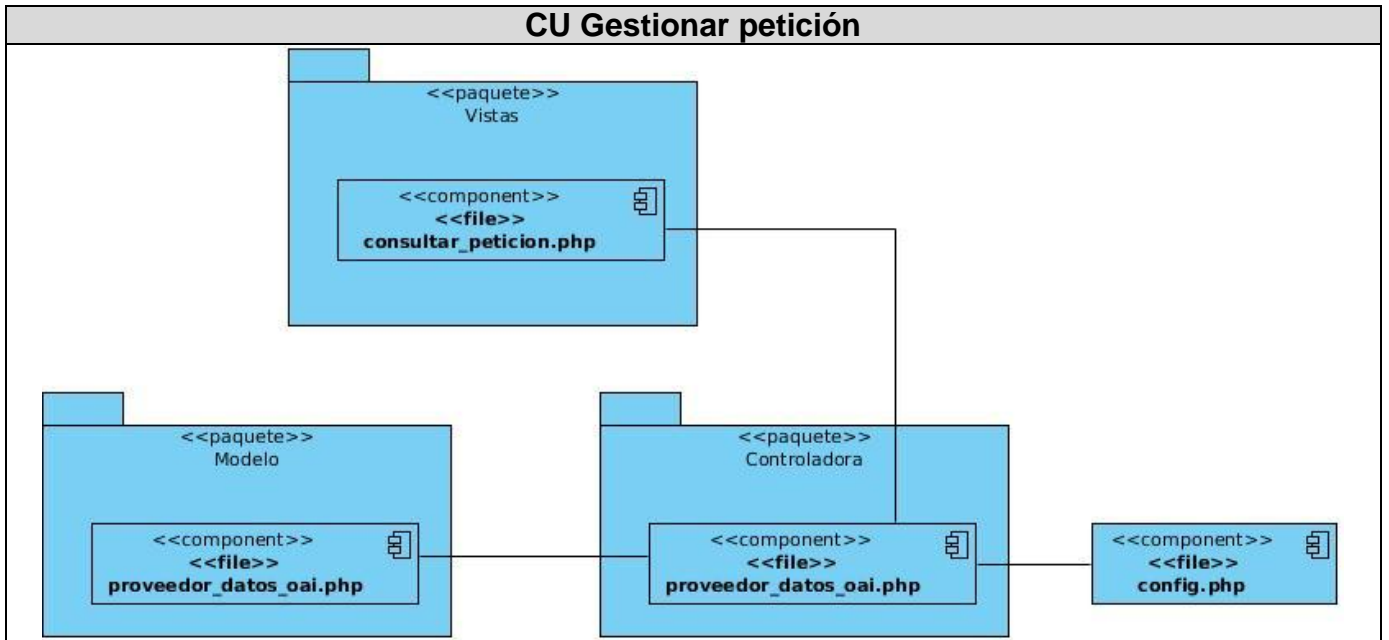 CU Gestionar petición
<<paquete>>
Vistas
<<component>>
<<file>>
consultar_peticion.php
<<paquete>>
Modelo
<<component>>
<<file>>
proveedor_datos_oai.php
<<paquete>>
Controladora
<<component>>
<<file>>
proveedor_datos_oai.php
<<component>>
<<file>>
config.php